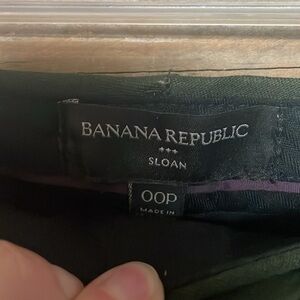 BANANA REPUBLIC
***
SLOAN
00P
MADE IN